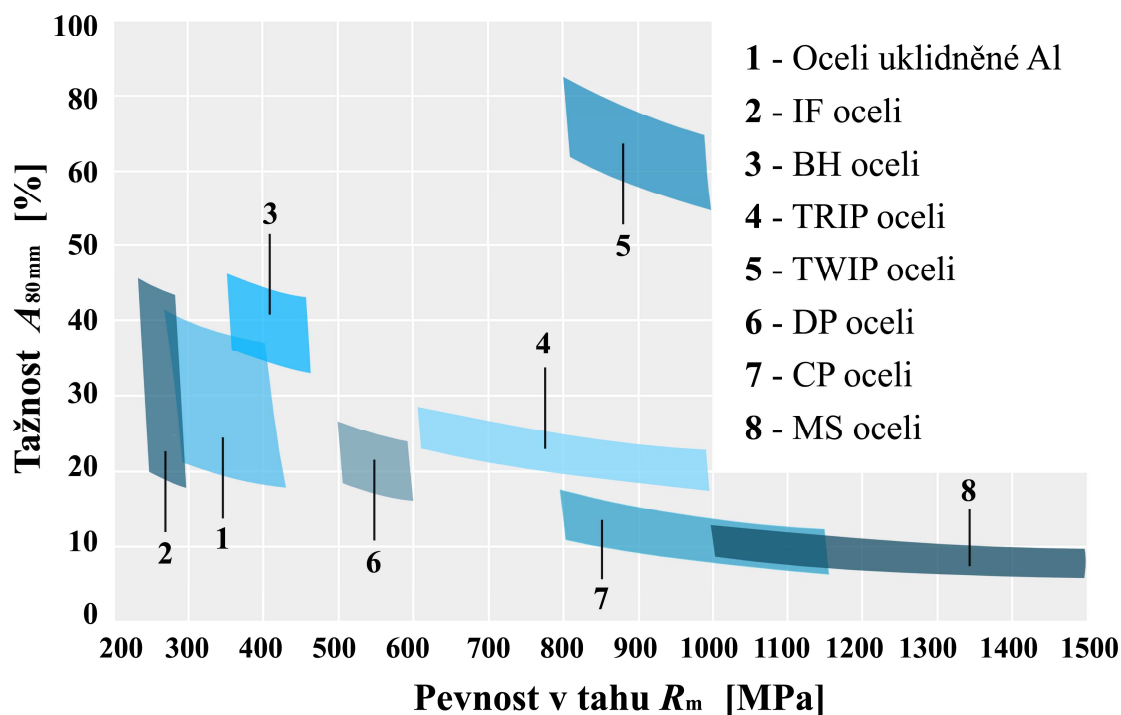 100
80
60
50
40
30
20
10
0
Tažnost A80mm [%]
200 300 400 500 600 700 800 900 1000 1100 1200 1300 1400 1500
Pevnost v tahu Rm [MPa]
3
5
4
8
2
1
6
7
1 - Oceli uklidněné Al
2 - IF oceli
3 - BH oceli
4 - TRIP oceli
5 - TWIP oceli
6 - DP oceli
7 - CP oceli
8 - MS oceli